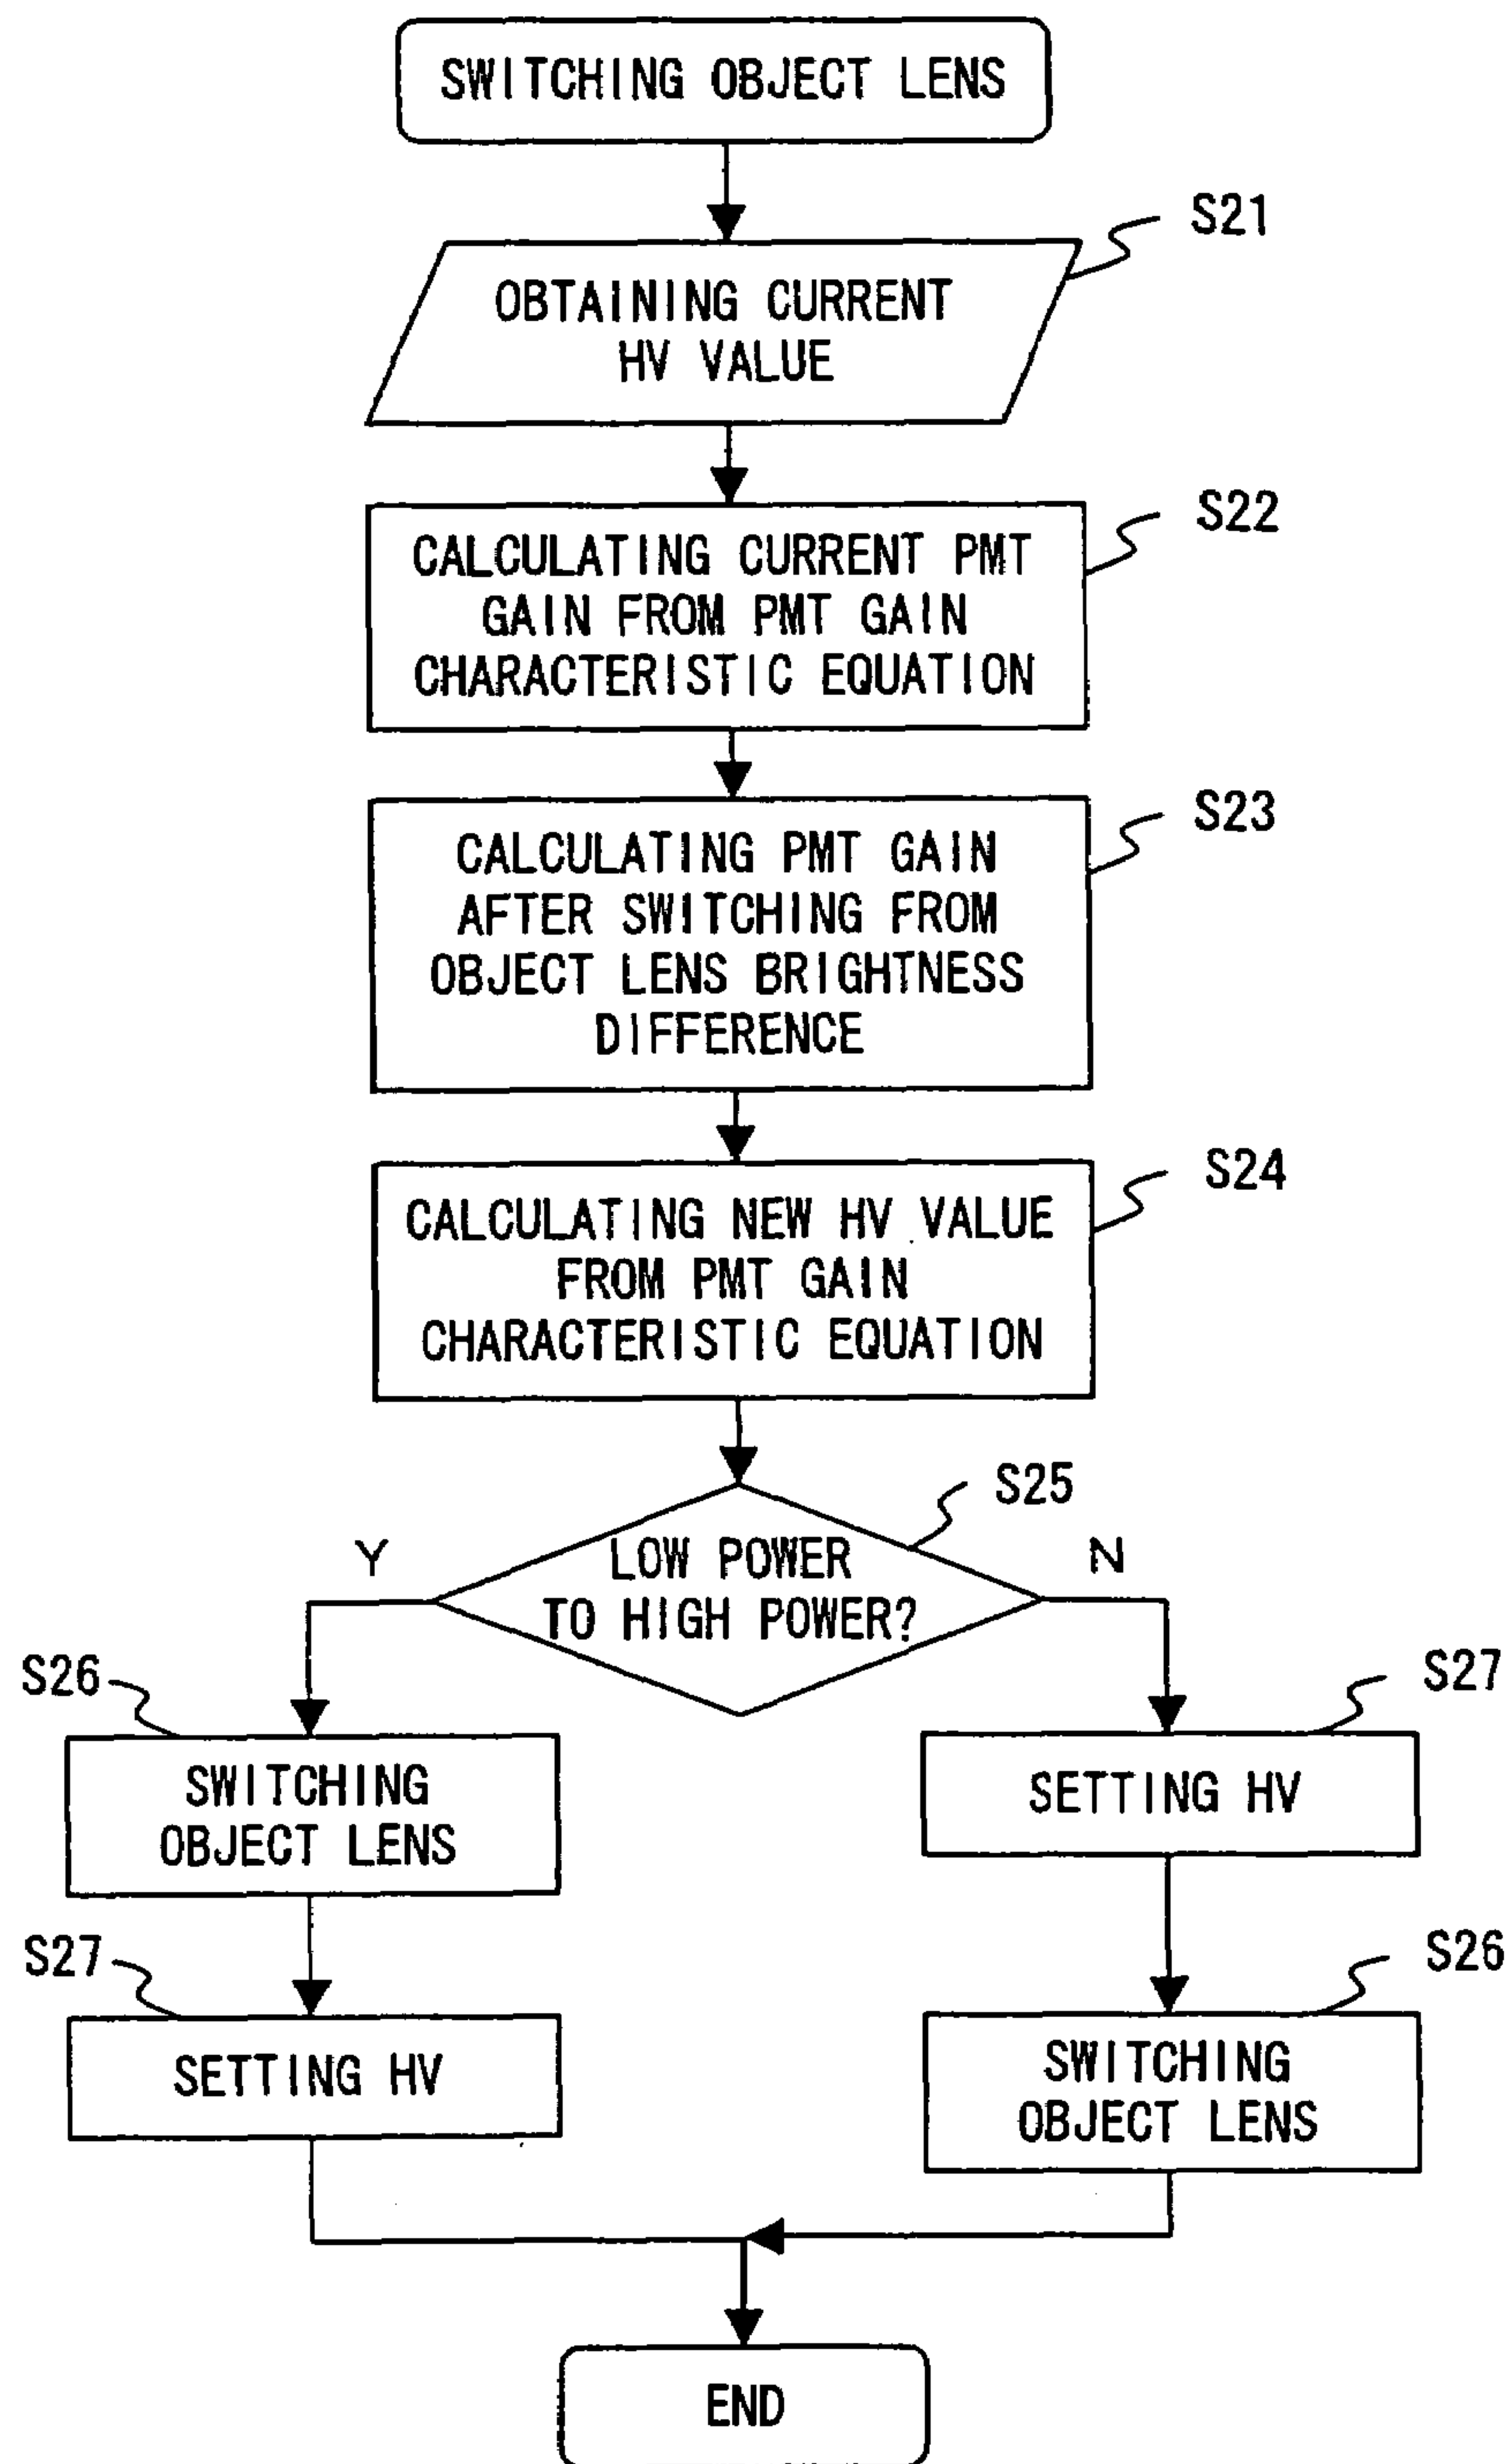 SWITCHING OBJECT LENS
S21
OBTAINING CURRENT
HV VALUE
S22
CALCULATING CURRENT PMT
GAIN FROM PMT GAIN
CHARACTERISTIC EQUATION
S23
CALCULATING PMT GAIN
AFTER SWITCHING FROM
OBJECT LENS BRIGHTNESS
DIFFERENCE
S24
CALCULATING NEW HV VALUE
FROM PMT GAIN
CHARACTERISTIC EQUATION
S25
Y
LOW POWER
TO HIGH POWER?
N
S26
SWITCHING
OBJECT LENS
S27
SETTING HV
S27
SETTING HV
S26
SWITCHING
OBJECT LENS
END